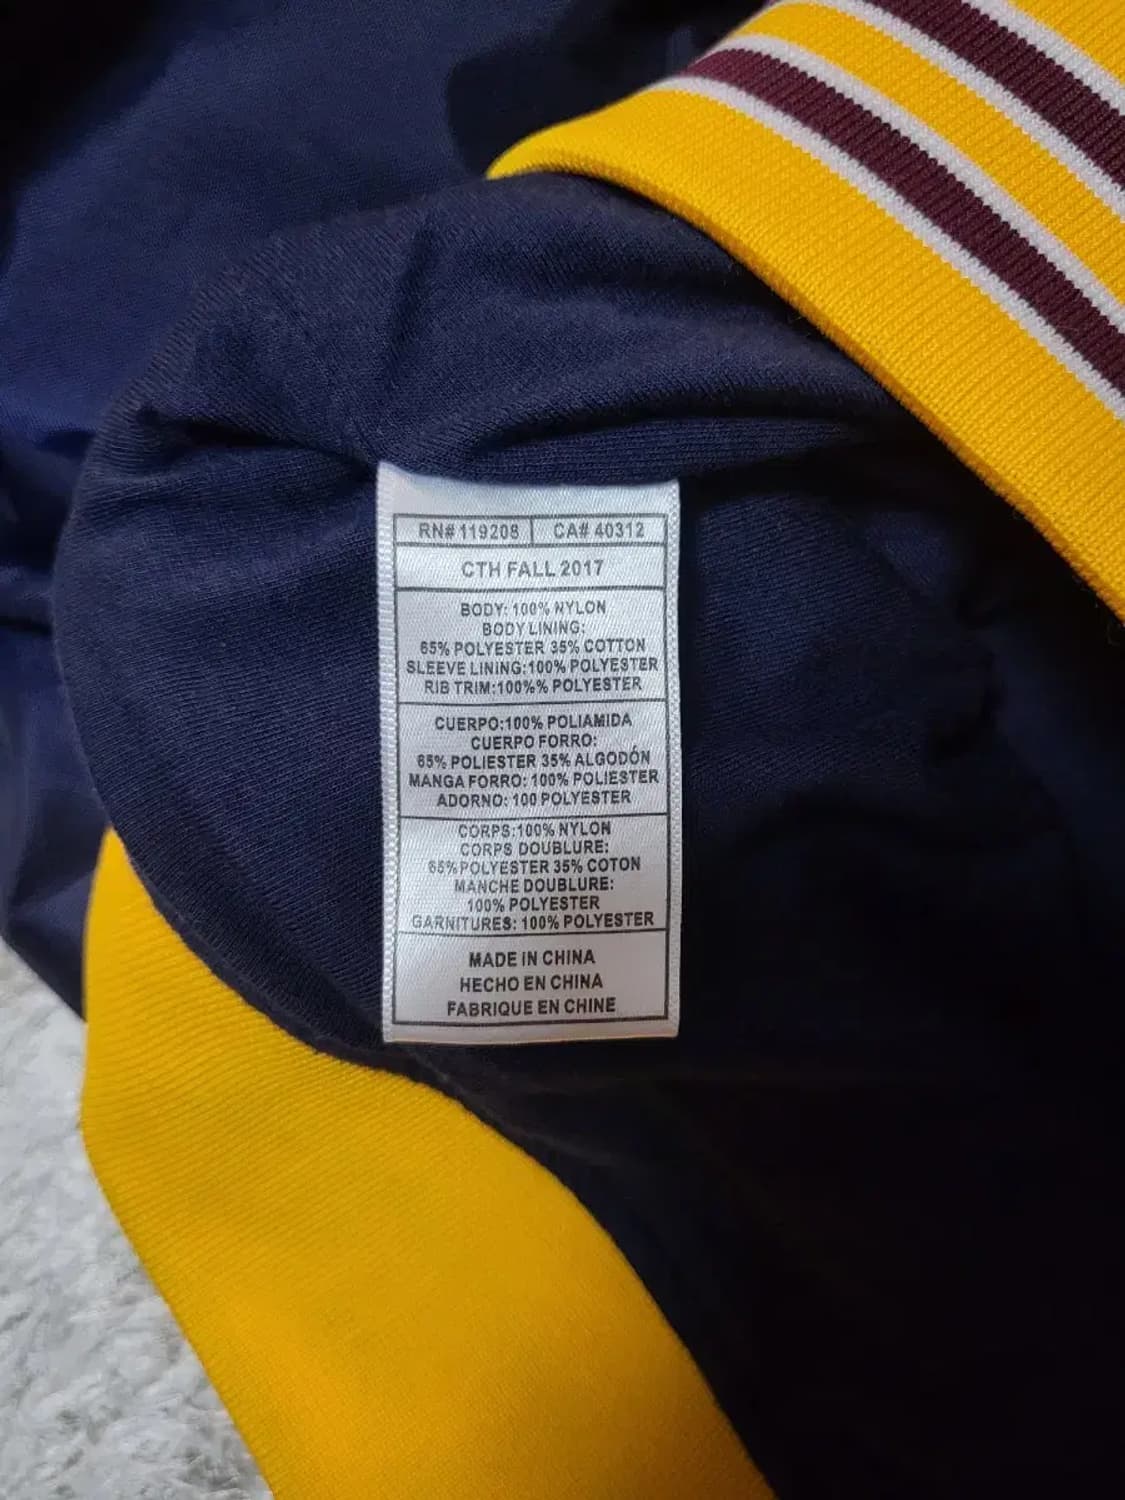 RN# 119208 CA# 40312
CTH FALL 2017
BODY: 100% NYLON
BODY LINING:
65% POLYESTER 35% COTTON
SLEEVE LINING:100% POLYESTER
RIB TRIM:100%% POLYESTER
CUERPO:100% POLIAMIDA
CUERPO FORRO:
65% POLIESTER 35% ALGODÓN
MANGA FORRO: 100% POLIESTER
ADORNO: 100 POLYESTER
CORPS:100% NYLON
CORPS DOUBLURE:
65%POLYESTER 35% COTON
MANCHE DOUBLURE:
100% POLYESTER
GARNITURES: 100% POLYESTER
MADE IN CHINA
HECHO EN CHINA
FABRIQUE EN CHINE